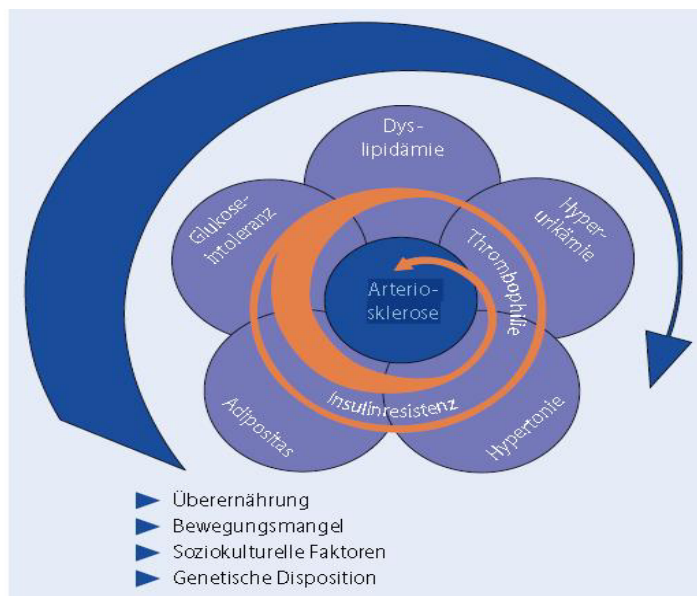 Dys-
lipidämie
Glukose-
intoleranz
Hyper-
urikämie
Thrombophilie
Arterio-
sklerose
Insulinresistenz
Adipositas
Hypertonie
Überernährung
Bewegungsmangel
Soziokulturelle Faktoren
Genetische Disposition